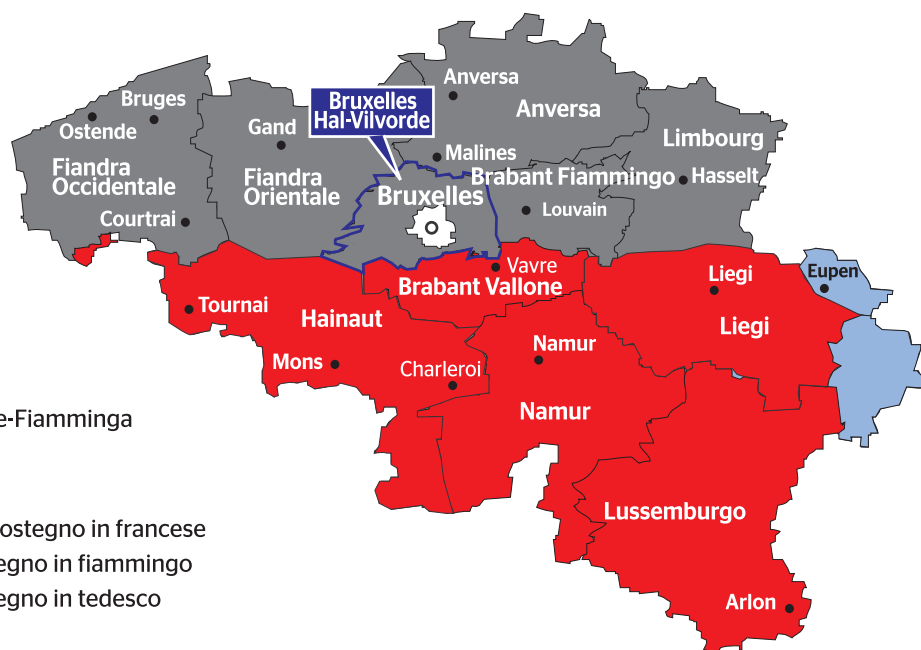 Anversa
Bruges
Bruxelles
Hal-Vilvorde
Anversa
Ostende
Gand
Limbourg
Malines
Fiandra
Occidentale
Fiandra
Orientale
Brabant Fiammingo
Hasselt
Bruxelles
Courtrai
Louvain
Vavre
Liegi
Eupen
Brabant Vallone
Tournai
Hainaut
Liegi
Namur
Mons
Charleroi
Namur
e-Fiamminga
Lussemburgo
ostegno in francese
egno in fiammingo
egno in tedesco
Arlon